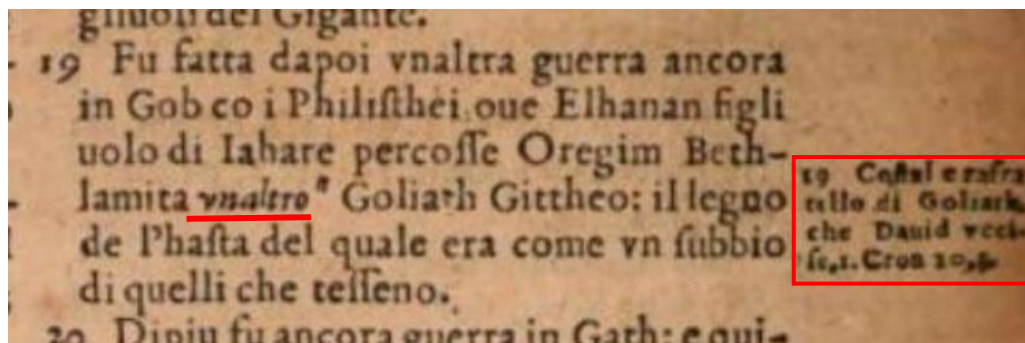 gliuoli del Gigante.
19 Fu fatta dapoi vnaltra guerra ancora
in Gob co i Philiſthei, oue Elhanan figli
uolo di Iahare percoſſe Oregim Beth-
lamita vnaltro" Goliath Gittheo: il legno
de l'haſta del quale era come vn ſubbio
di quelli che teſſeno.
20 Dipiu fu ancora guerra in Gath: e qui-
19 Coſtui era fra
tello di Goliath,
che Dauid vcci-
ſe, 1. Cron 20,